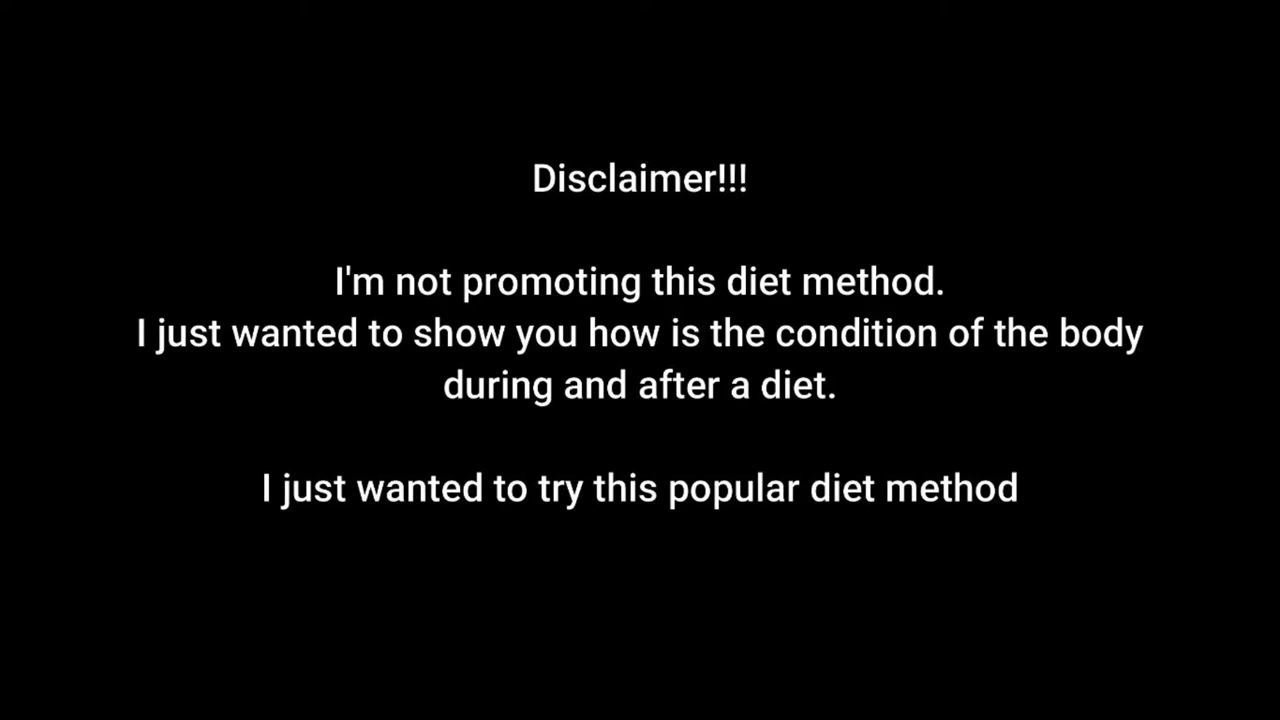 Disclaimer!!!
I'm not promoting this diet method.
I just wanted to show you how is the condition of the body
during and after a diet.
I just wanted to try this popular diet method